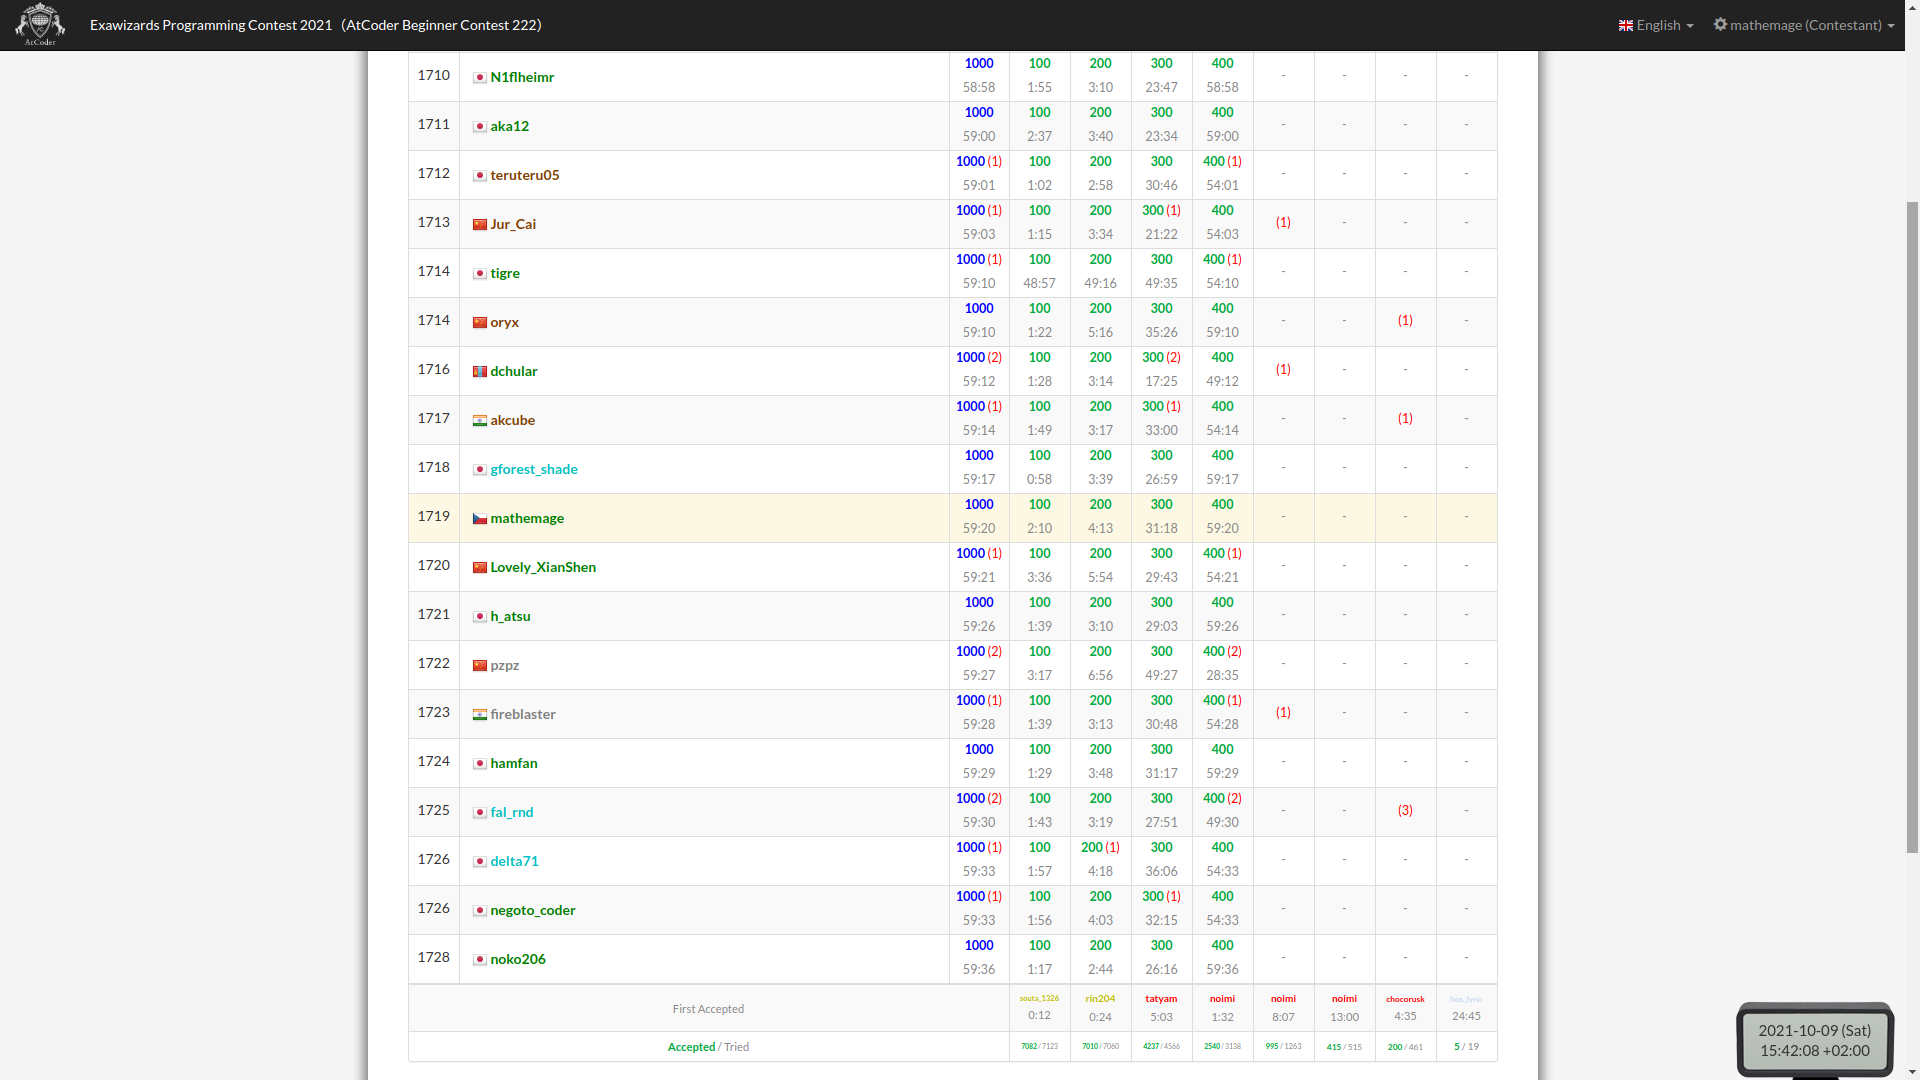 AtCoder
Exawizards Programming Contest 2021（AtCoder Beginner Contest 222）
English
mathemage (Contestant)
1710 N1flheimr 1000 100 200 300 400 - - - -
58:58 1:55 3:10 23:47 58:58
1711 aka12 1000 100 200 300 400 - - - -
59:00 2:37 3:40 23:34 59:00
1712 teruteru05 1000 (1) 100 200 300 400 (1) - - - -
59:01 1:02 2:58 30:46 54:01
1713 Jur_Cai 1000 (1) 100 200 300 (1) 400 (1) - - -
59:03 1:15 3:34 21:22 54:03
1714 tigre 1000 (1) 100 200 300 400 (1) - - - -
59:10 48:57 49:16 49:35 54:10
1714 oryx 1000 100 200 300 400 - - (1) -
59:10 1:22 5:16 35:26 59:10
1716 dchular 1000 (2) 100 200 300 (2) 400 (1) - - -
59:12 1:28 3:14 17:25 49:12
1717 akcube 1000 (1) 100 200 300 (1) 400 - - (1) -
59:14 1:49 3:17 33:00 54:14
1718 gforest_shade 1000 100 200 300 400 - - - -
59:17 0:58 3:39 26:59 59:17
1719 mathemage 1000 100 200 300 400 - - - -
59:20 2:10 4:13 31:18 59:20
1720 Lovely_XianShen 1000 (1) 100 200 300 400 (1) - - - -
59:21 3:36 5:54 29:43 54:21
1721 h_atsu 1000 100 200 300 400 - - - -
59:26 1:39 3:10 29:03 59:26
1722 pzpz 1000 (2) 100 200 300 400 (2) - - - -
59:27 3:17 6:56 49:27 28:35
1723 fireblaster 1000 (1) 100 200 300 400 (1) (1) - - -
59:28 1:39 3:13 30:48 54:28
1724 hamfan 1000 100 200 300 400 - - - -
59:29 1:29 3:48 31:17 59:29
1725 fal_rnd 1000 (2) 100 200 300 400 (2) - - (3) -
59:30 1:43 3:19 27:51 49:30
1726 delta71 1000 (1) 100 200 (1) 300 400 - - - -
59:33 1:57 4:18 36:06 54:33
1726 negoto_coder 1000 (1) 100 200 300 (1) 400 - - - -
59:33 1:56 4:03 32:15 54:33
1728 noko206 1000 100 200 300 400 - - - -
59:36 1:17 2:44 26:16 59:36
First Accepted souta_1326 rin204 tatyam noimi noimi noimi chocorusk hos_lyric
0:12 0:24 5:03 1:32 8:07 13:00 4:35 24:45
Accepted / Tried 7082 / 7123 7010 / 7060 4237 / 4566 2540 / 3138 995 / 1263 415 / 515 200 / 461 5 / 19
2021-10-09 (Sat)
15:42:08 +02:00